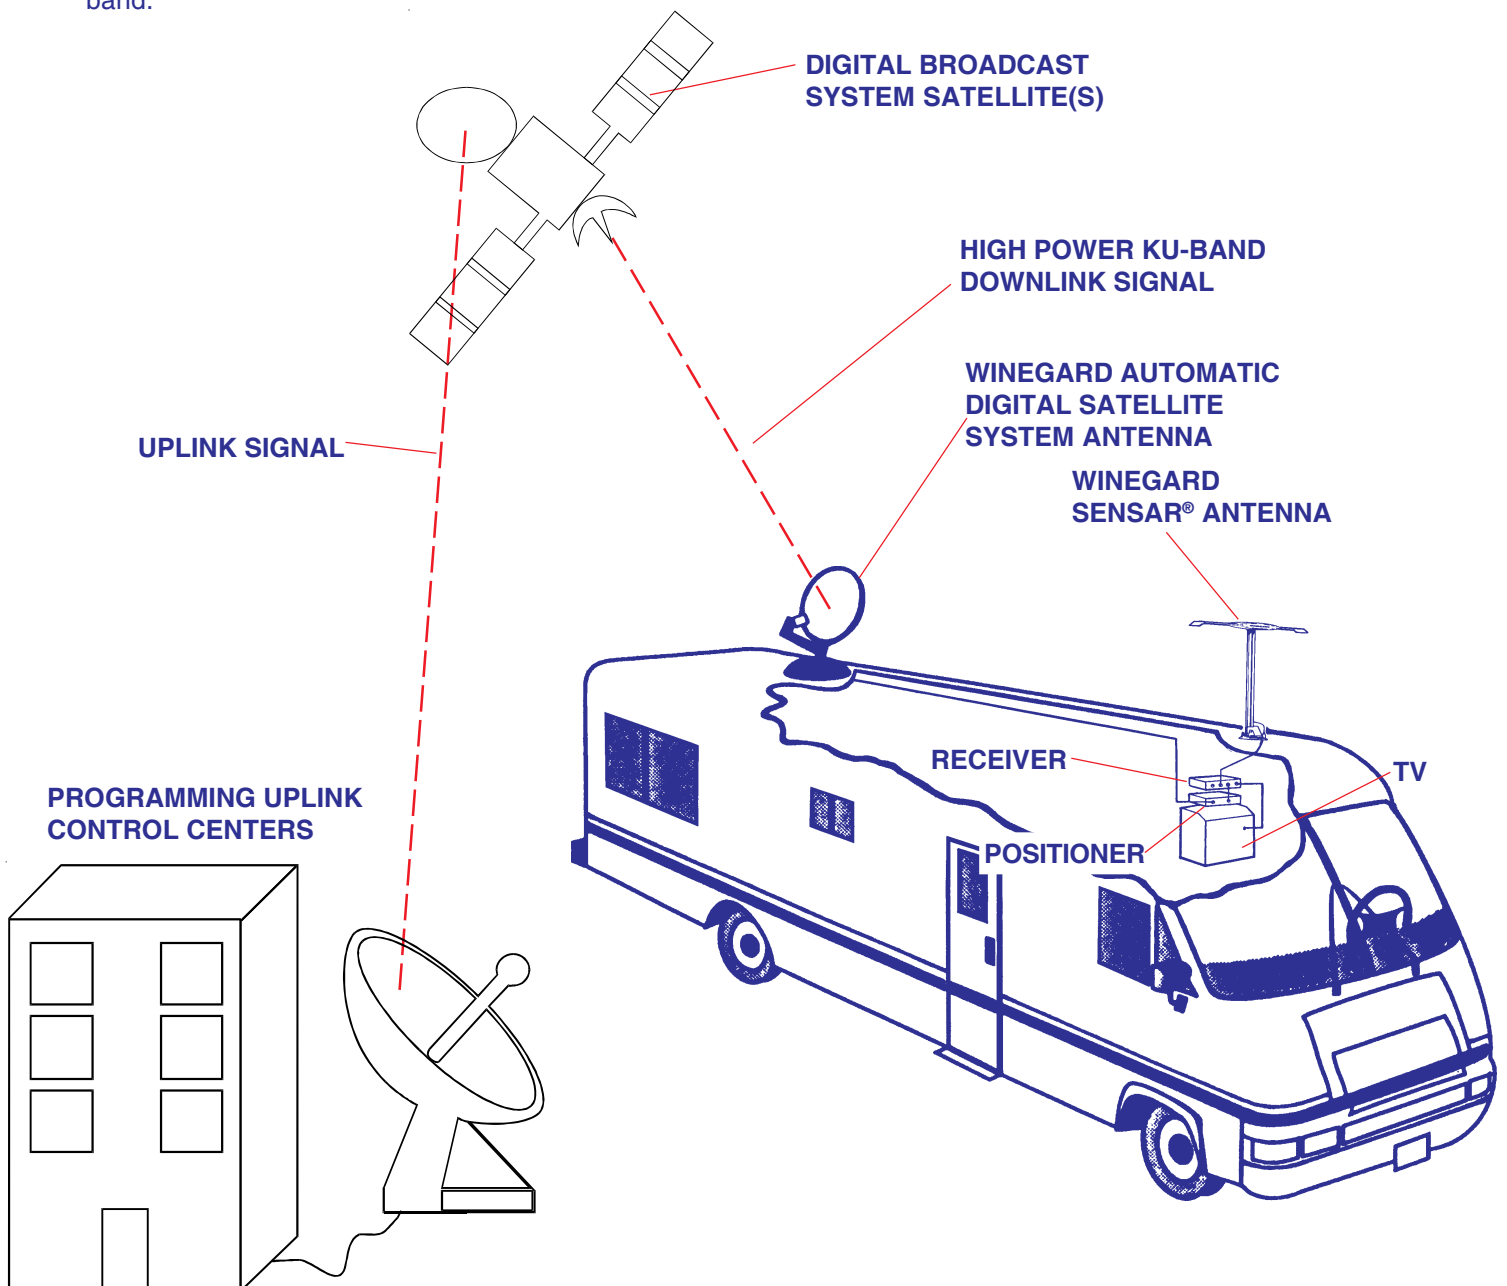 band.
DIGITAL BROADCAST
SYSTEM SATELLITE(S)
HIGH POWER KU-BAND
DOWNLINK SIGNAL
WINEGARD AUTOMATIC
DIGITAL SATELLITE
SYSTEM ANTENNA
UPLINK SIGNAL
WINEGARD
SENSAR® ANTENNA
RECEIVER
TV
PROGRAMMING UPLINK
CONTROL CENTERS
POSITIONER